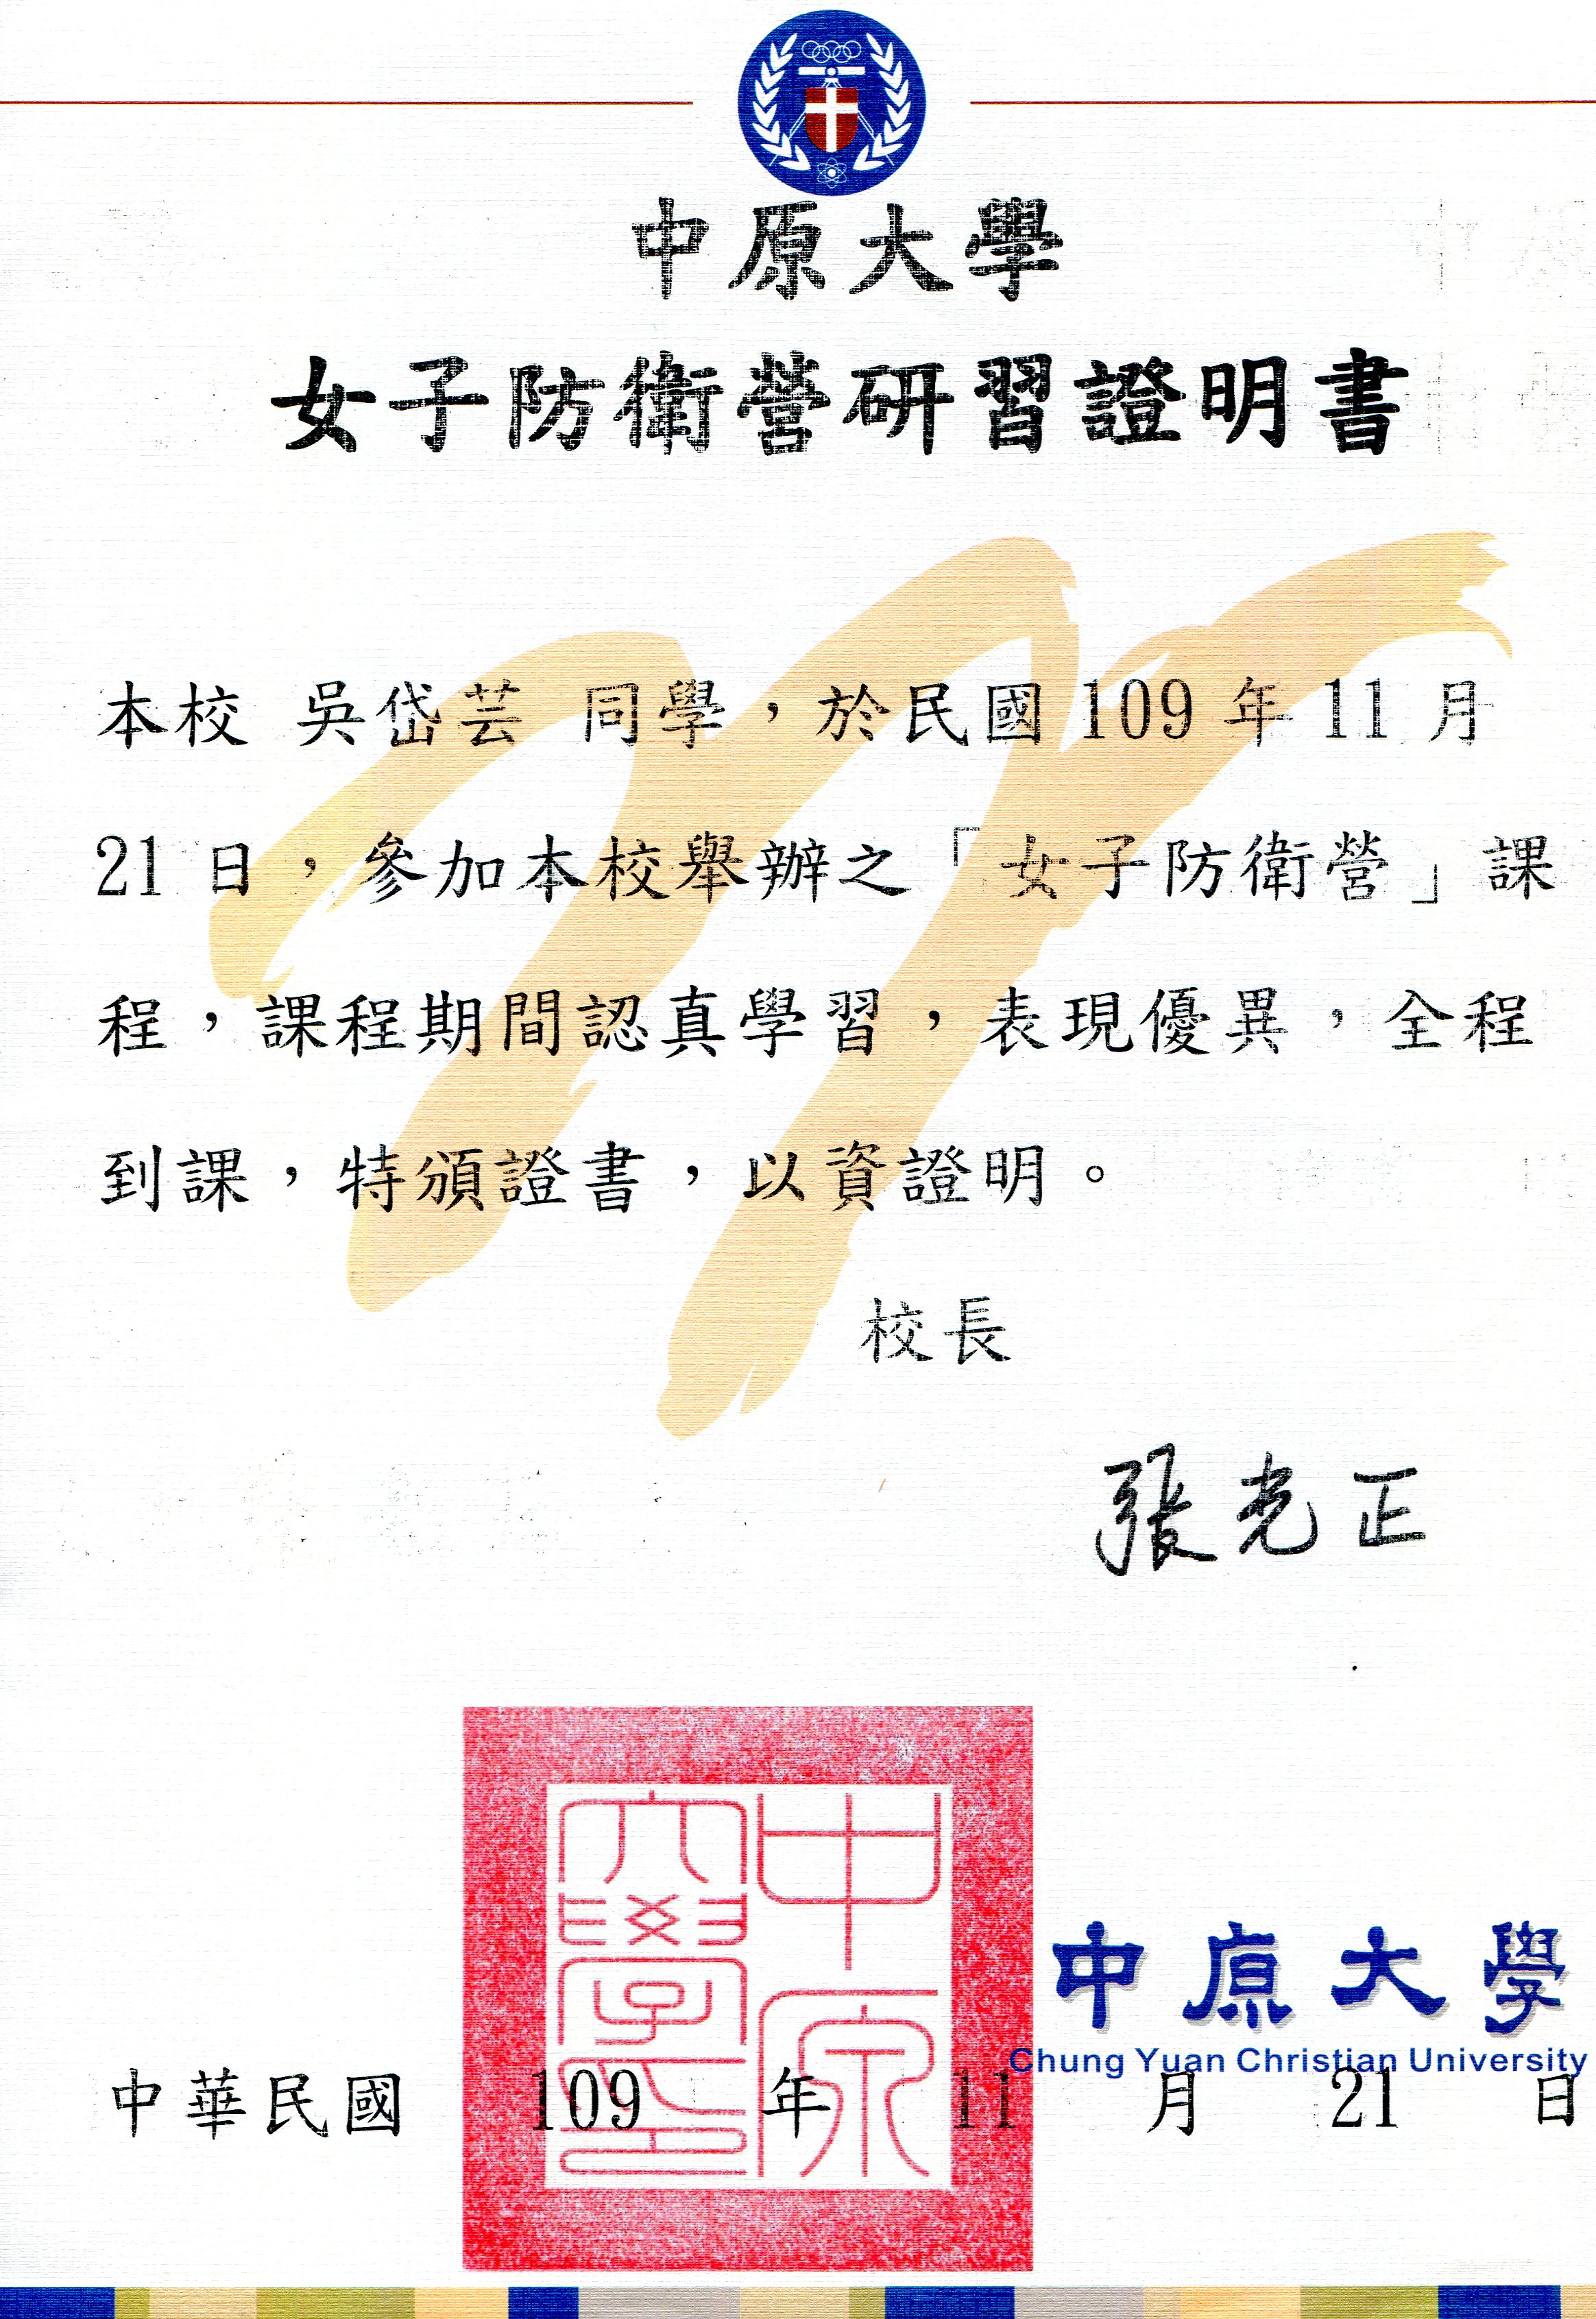 中原大學
女子防衛營研習證明書
本校 吳岱芸 同學，於民國 109 年 11 月
21 日，參加本校舉辦之「女子防衛營」課
程，課程期間認真學習，表現優異，全程
到課，特頒證書，以資證明。
校長
張光正
中原大學印
中原大學
Chung Yuan Christian University
中華民國 109 年 11 月 21 日